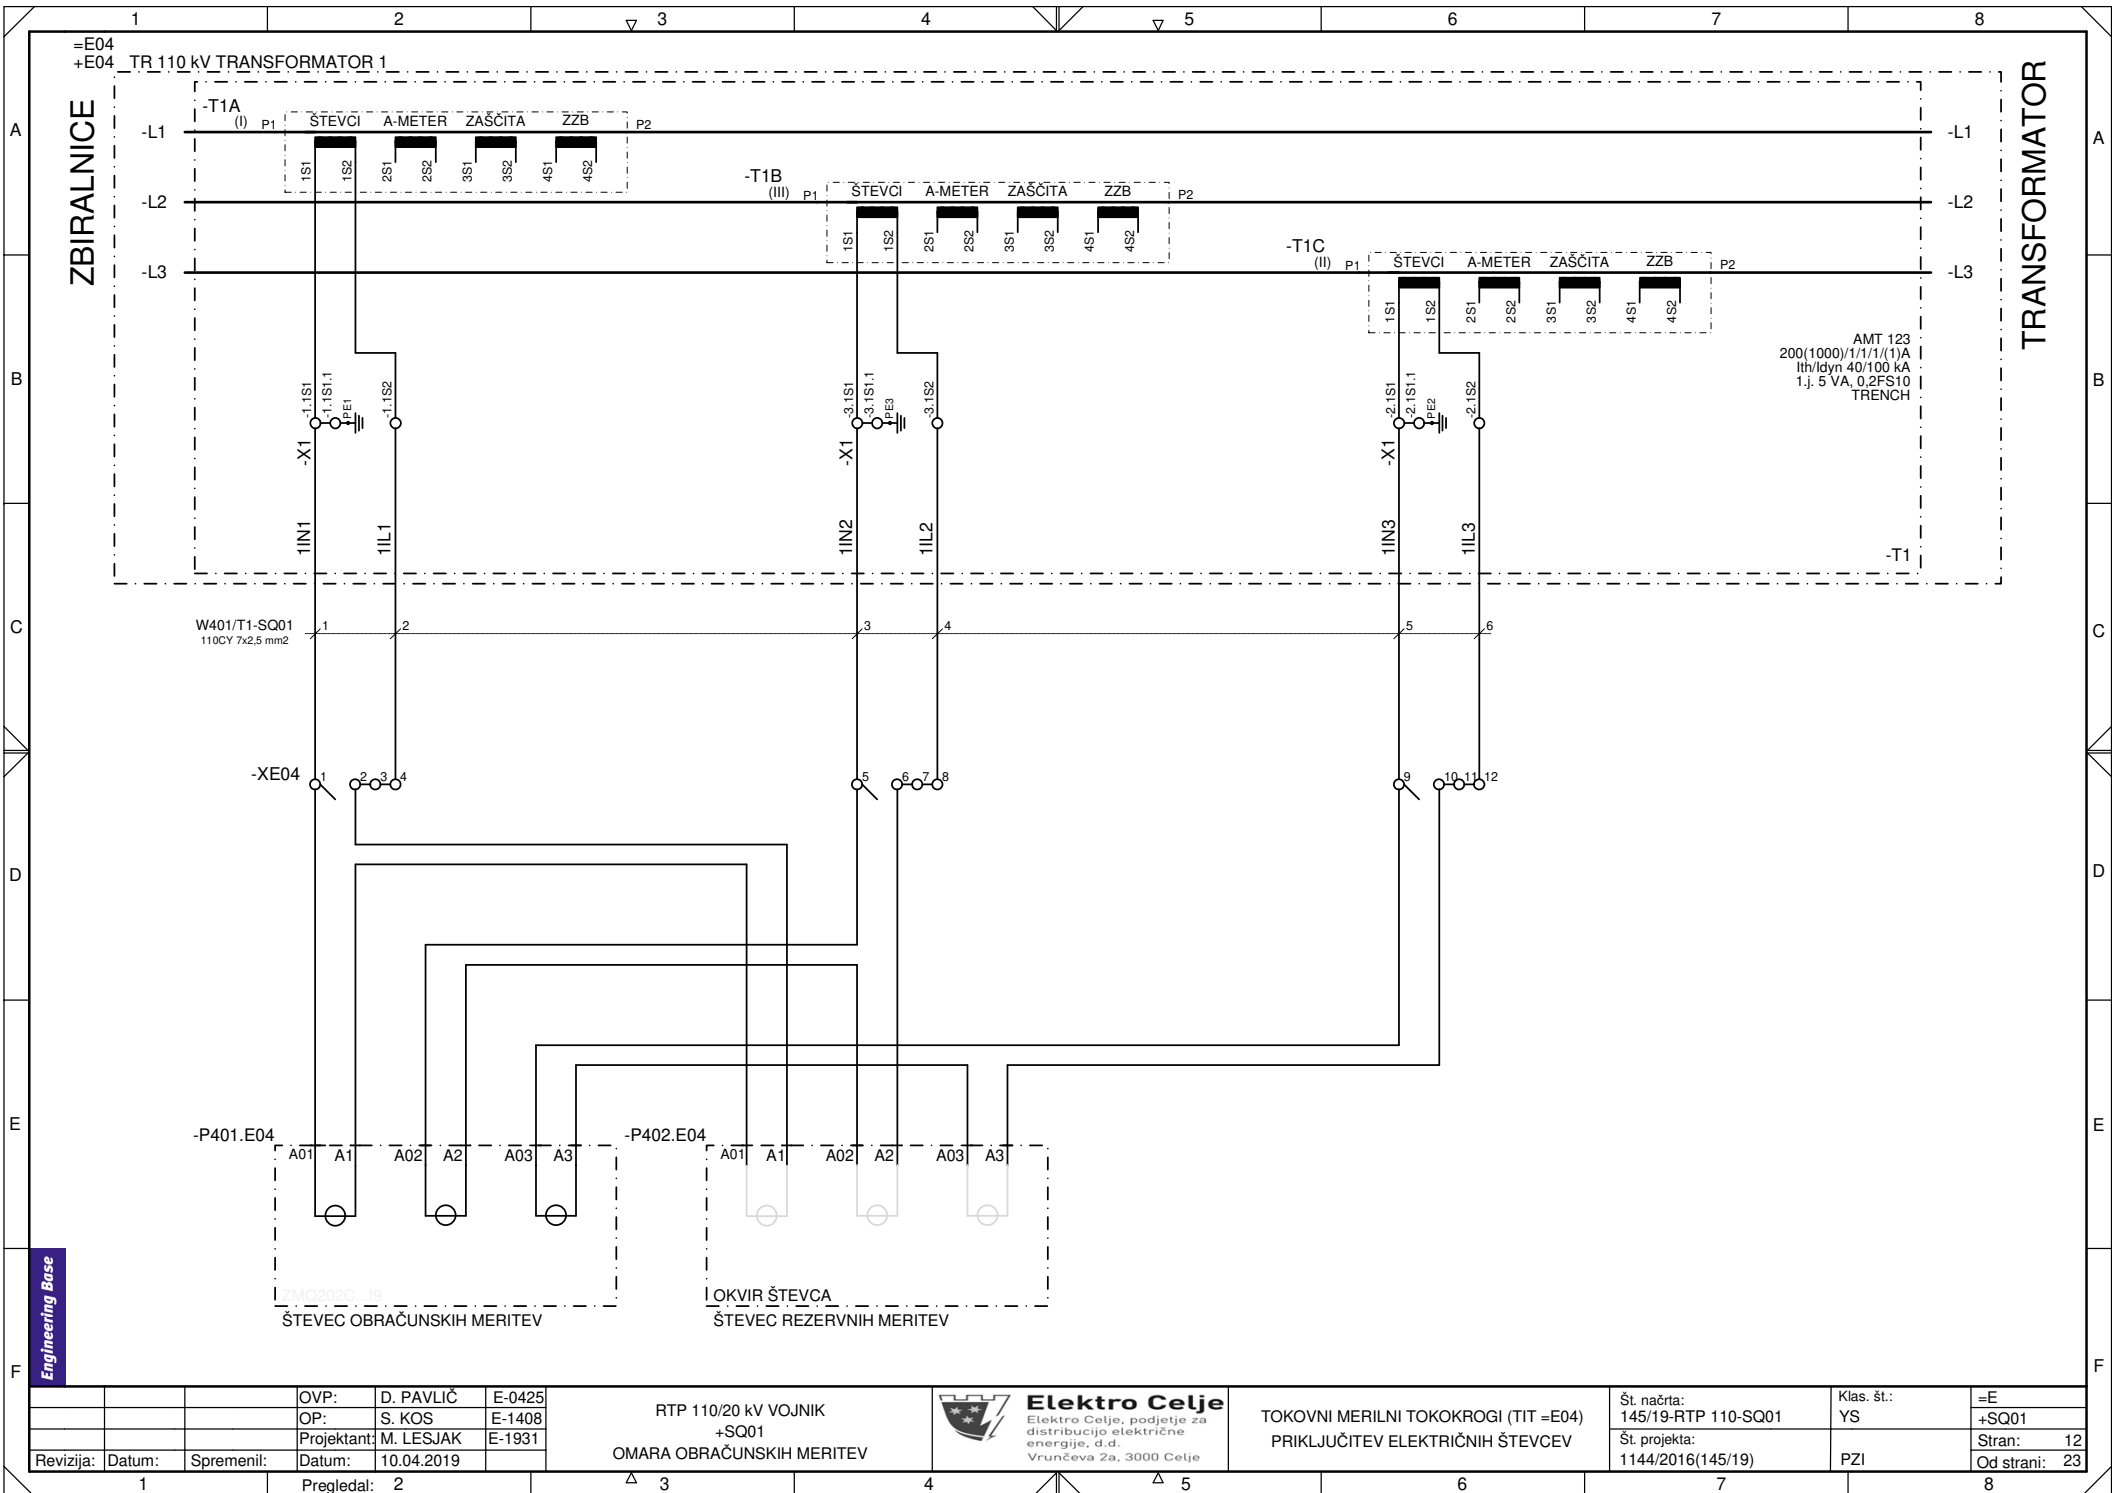 1 2 3 4 5 6 7 8
=E04
+E04 TR 110 kV TRANSFORMATOR 1
ZBIRALNICE
TRANSFORMATOR
A
B
C
D
E
F
A
B
C
D
E
F
-T1A
(I) P1 ŠTEVCI A-METER ZAŠČITA ZZB P2
-L1 -L1
1S1 1S2 2S1 2S2 3S1 3S2 4S1 4S2
-T1B
(III) P1 ŠTEVCI A-METER ZAŠČITA ZZB P2
-L2 -L2
1S1 1S2 2S1 2S2 3S1 3S2 4S1 4S2
-T1C
(II) P1 ŠTEVCI A-METER ZAŠČITA ZZB P2
-L3 -L3
1S1 1S2 2S1 2S2 3S1 3S2 4S1 4S2
AMT 123
200(1000)/1/1/1/(1)A
Ith/Idyn 40/100 kA
1.j. 5 VA, 0,2FS10
TRENCH
-1.1S1 -1.1S1.1 PE1 -1.1S2
-3.1S1 -3.1S1.1 PE3 -3.1S2
-2.1S1 -2.1S1.1 PE2 -2.1S2
-X1 -X1 -X1
1IN1 1IL1 1IN2 1IL2 1IN3 1IL3
-T1
W401/T1-SQ01 1 2 3 4 5 6
110CY 7x2,5 mm2
-XE04 1 2 3 4 5 6 7 8 9 10 11 12
-P401.E04
A01 A1 A02 A2 A03 A3
-P402.E04
A01 A1 A02 A2 A03 A3
ZMQ202C...f9
ŠTEVEC OBRAČUNSKIH MERITEV
OKVIR ŠTEVCA
ŠTEVEC REZERVNIH MERITEV
Engineering Base
OVP: D. PAVLIČ E-0425
OP: S. KOS E-1408
Projektant: M. LESJAK E-1931
Revizija: Datum: Spremenil: Datum: 10.04.2019
Pregledal:
RTP 110/20 kV VOJNIK
+SQ01
OMARA OBRAČUNSKIH MERITEV
Elektro Celje
Elektro Celje, podjetje za
distribucijo električne
energije, d.d.
Vrunčeva 2a, 3000 Celje
TOKOVNI MERILNI TOKOKROGI (TIT =E04)
PRIKLJUČITEV ELEKTRIČNIH ŠTEVCEV
Št. načrta:
145/19-RTP 110-SQ01
Št. projekta:
1144/2016(145/19)
Klas. št.:
YS
PZI
=E
+SQ01
Stran: 12
Od strani: 23
1 2 3 4 5 6 7 8